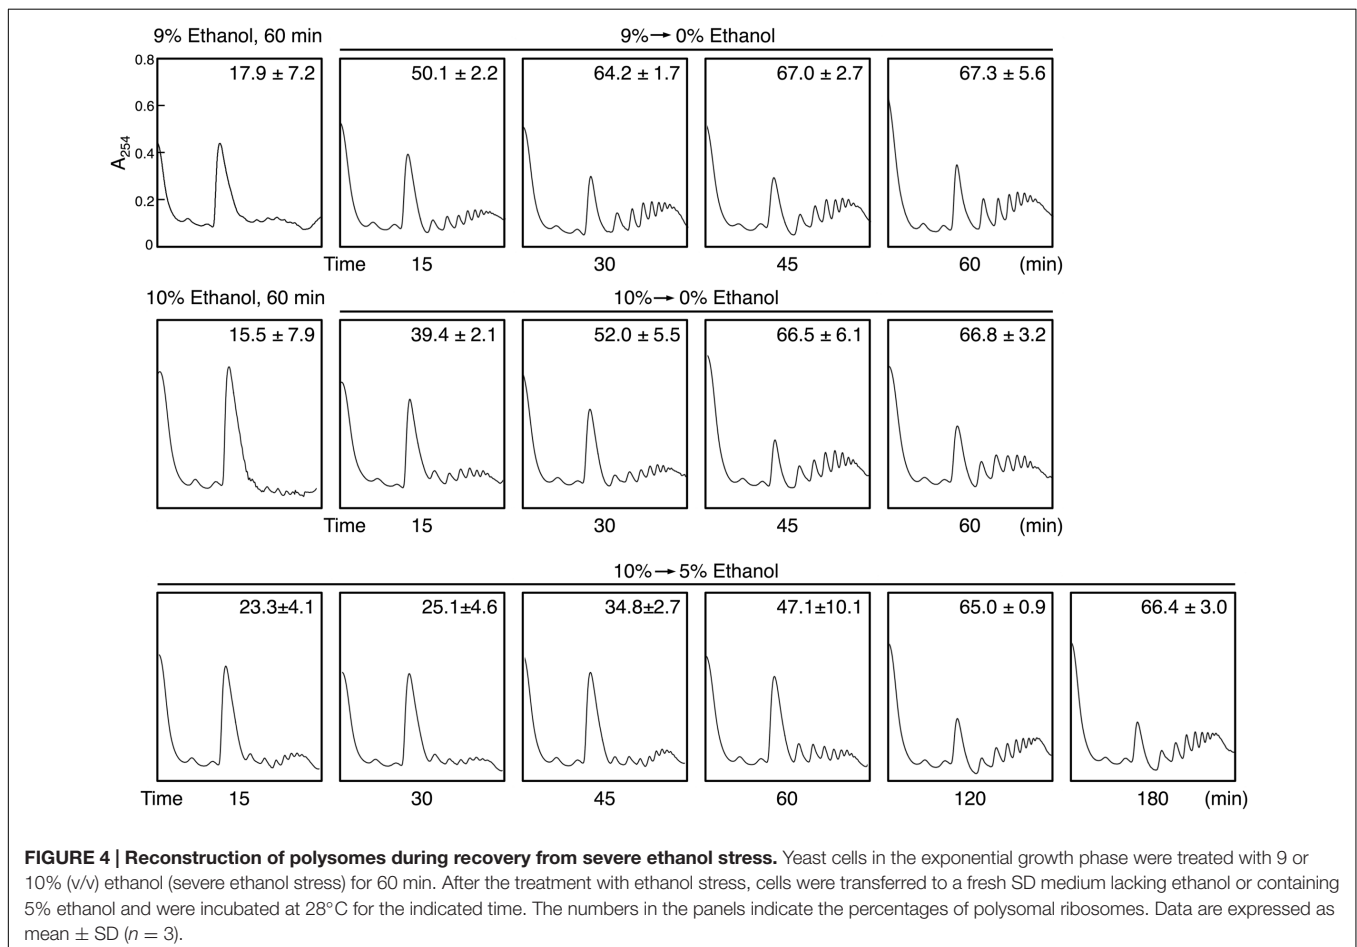 9% Ethanol, 60 min
9%→0% Ethanol
17.9 ± 7.2
50.1 ± 2.2
64.2 ± 1.7
67.0 ± 2.7
67.3 ± 5.6
0.8
0.6
0.4
0.2
0
A254
Time 15 30 45 60 (min)
10% Ethanol, 60 min
10%→0% Ethanol
15.5 ± 7.9
39.4 ± 2.1
52.0 ± 5.5
66.5 ± 6.1
66.8 ± 3.2
Time 15 30 45 60 (min)
10%→5% Ethanol
23.3±4.1
25.1±4.6
34.8±2.7
47.1±10.1
65.0 ± 0.9
66.4 ± 3.0
Time 15 30 45 60 120 180 (min)
FIGURE 4 | Reconstruction of polysomes during recovery from severe ethanol stress. Yeast cells in the exponential growth phase were treated with 9 or
10% (v/v) ethanol (severe ethanol stress) for 60 min. After the treatment with ethanol stress, cells were transferred to a fresh SD medium lacking ethanol or containing
5% ethanol and were incubated at 28°C for the indicated time. The numbers in the panels indicate the percentages of polysomal ribosomes. Data are expressed as
mean ± SD (n = 3).